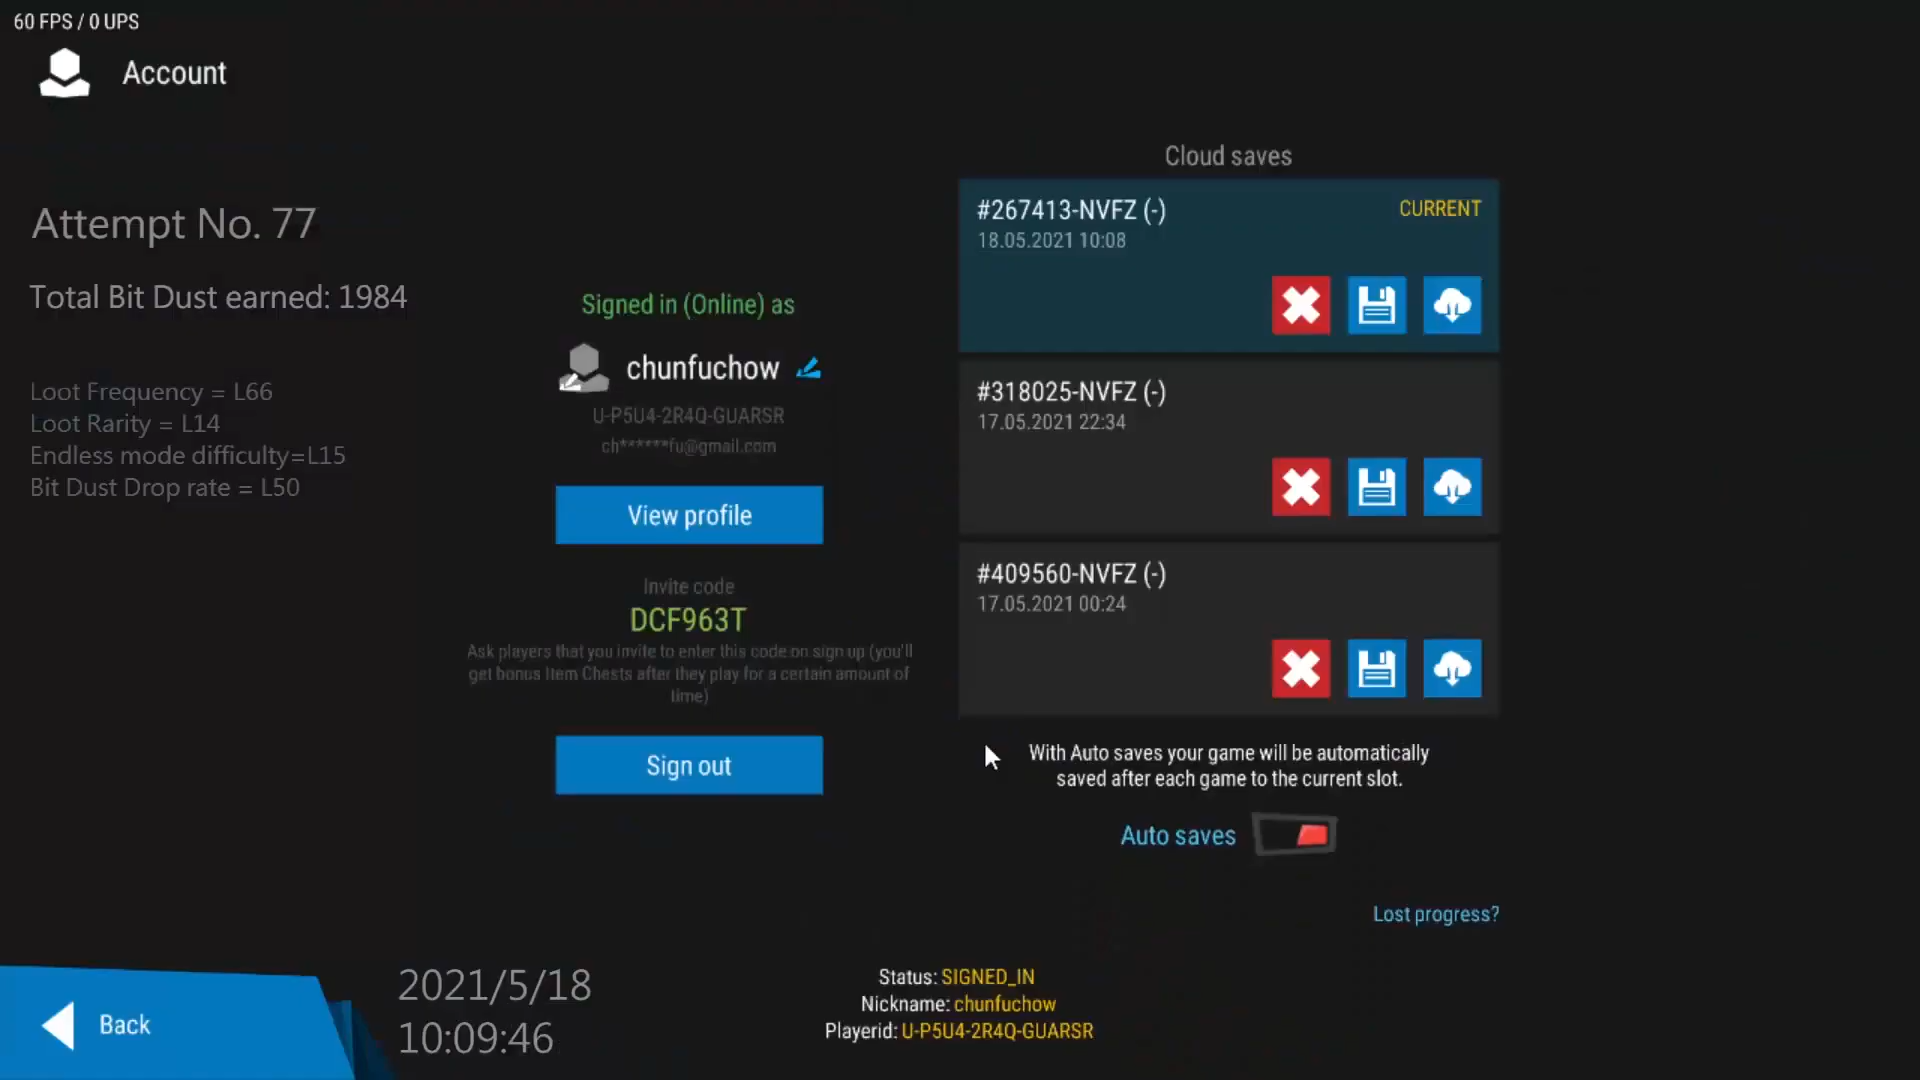 60 FPS / 0 UPS
Account
Attempt No. 77
Total Bit Dust earned: 1984
Loot Frequency = L66
Loot Rarity = L14
Endless mode difficulty=L15
Bit Dust Drop rate = L50
Signed in (Online) as
chunfuchow
U-P5U4-2R4Q-GUARSR
ch******fu@gmail.com
View profile
Invite code
DCF963T
Ask players that you invite to enter this code on sign up (you'll
get bonus Item Chests after they play for a certain amount of
time)
Sign out
Cloud saves
#267413-NVFZ (-)
CURRENT
18.05.2021 10:08
#318025-NVFZ (-)
17.05.2021 22:34
#409560-NVFZ (-)
17.05.2021 00:24
With Auto saves your game will be automatically
saved after each game to the current slot.
Auto saves
Lost progress?
Back
2021/5/18
10:09:46
Status: SIGNED_IN
Nickname: chunfuchow
Playerid: U-P5U4-2R4Q-GUARSR